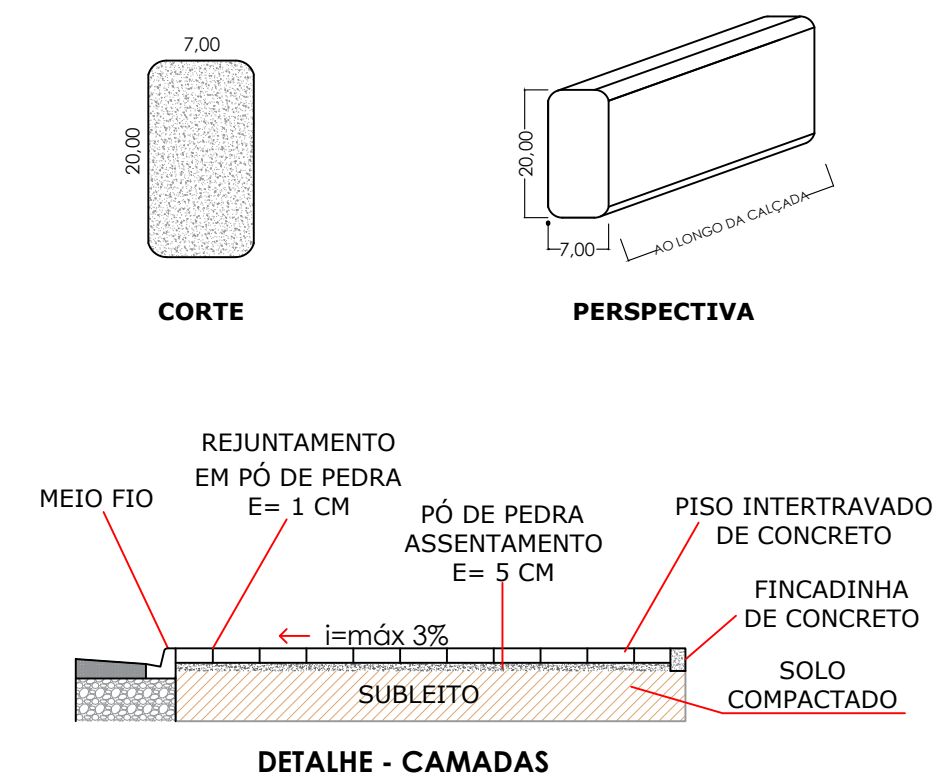 7,00
20,00
CORTE
20,00
7,00
AO LONGO DA CALÇADA
PERSPECTIVA
MEIO FIO
REJUNTAMENTO
EM PÓ DE PEDRA
E= 1 CM
PÓ DE PEDRA
ASSENTAMENTO
E= 5 CM
PISO INTERTRAVADO
DE CONCRETO
FINCADINHA
DE CONCRETO
i=máx 3%
SUBLEITO
SOLO
COMPACTADO
DETALHE - CAMADAS